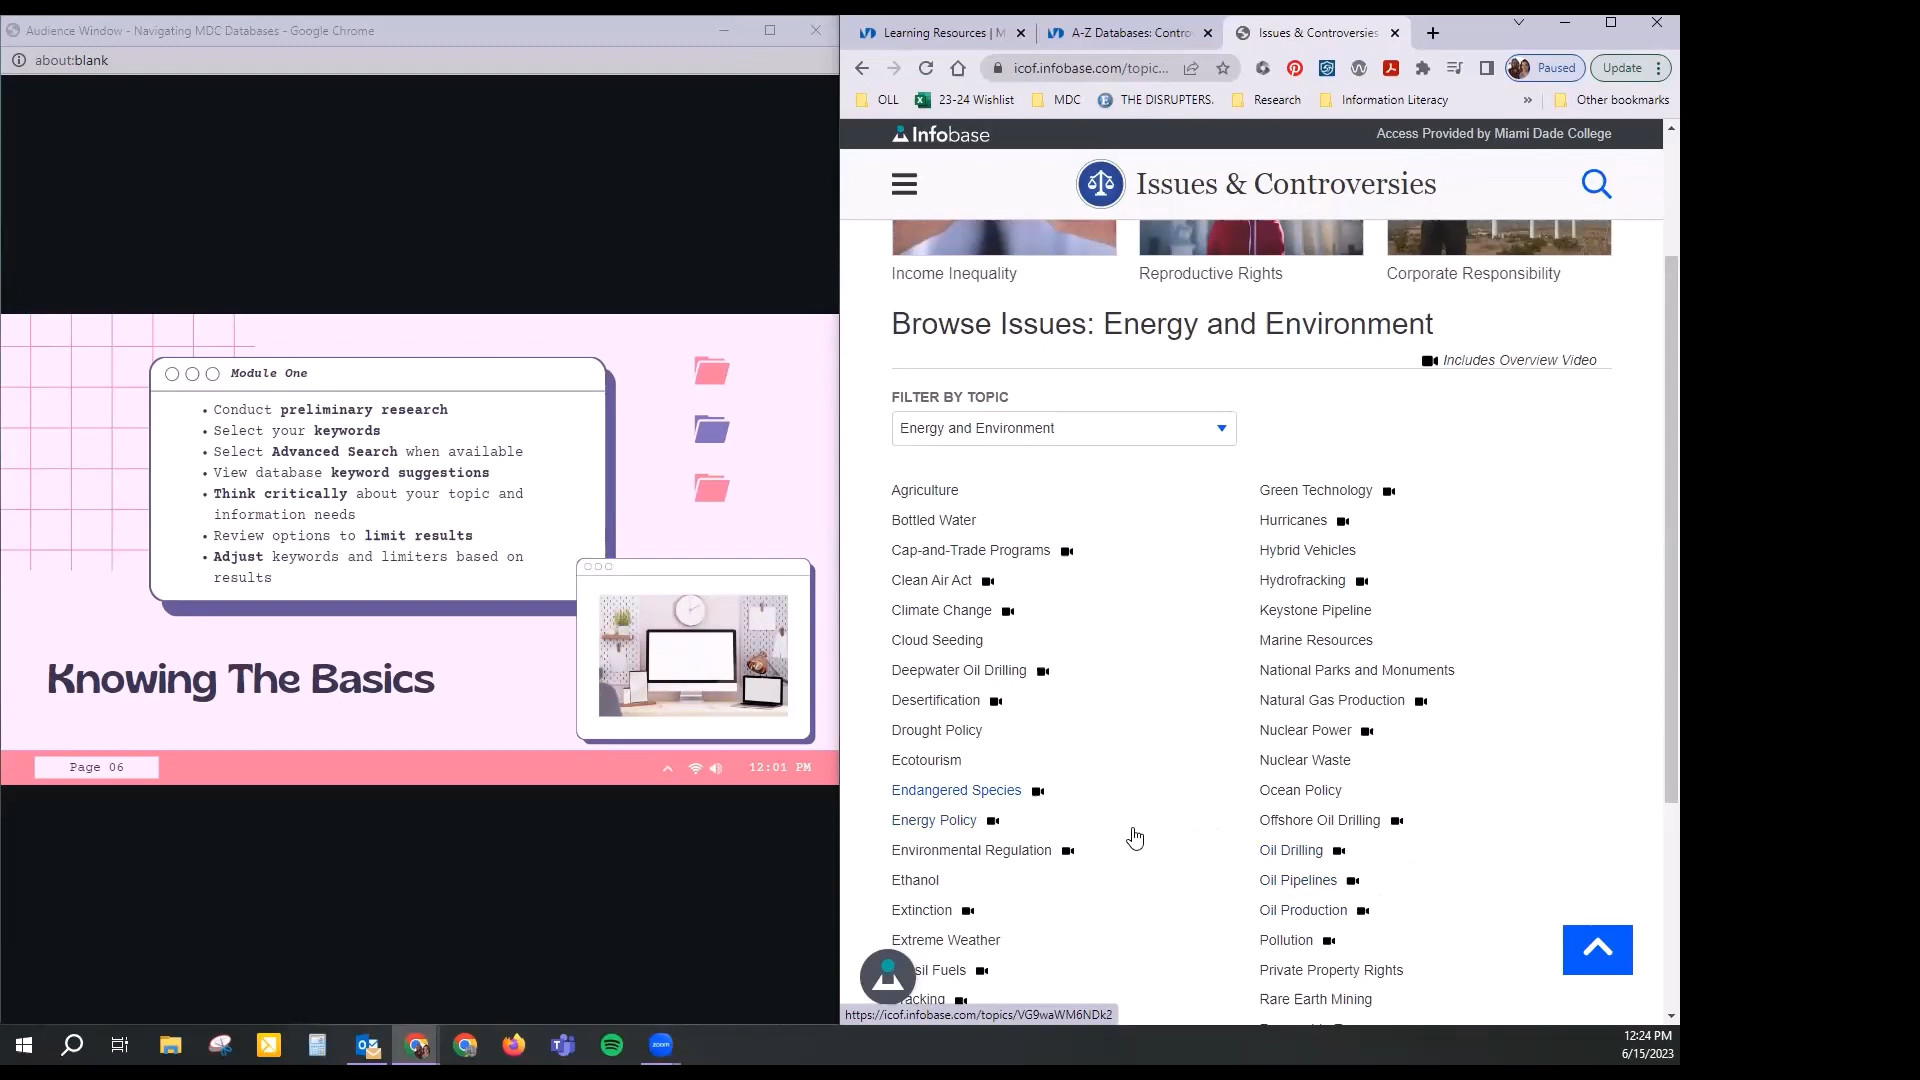 Audience Window - Navigating MDC Databases - Google Chrome
about:blank
Module One
• Conduct preliminary research
• Select your keywords
• Select Advanced Search when available
• View database keyword suggestions
• Think critically about your topic and
information needs
• Review options to limit results
• Adjust keywords and limiters based on
results
Knowing The Basics
Page 06
12:01 PM
Learning Resources | M
A-Z Databases: Contro
Issues & Controversies
icof.infobase.com/topic...
Paused
Update
OLL
23-24 Wishlist
MDC
THE DISRUPTERS.
Research
Information Literacy
»
Other bookmarks
Infobase
Access Provided by Miami Dade College
Issues & Controversies
Income Inequality
Reproductive Rights
Corporate Responsibility
Browse Issues: Energy and Environment
Includes Overview Video
FILTER BY TOPIC
Energy and Environment
Agriculture
Bottled Water
Cap-and-Trade Programs
Clean Air Act
Climate Change
Cloud Seeding
Deepwater Oil Drilling
Desertification
Drought Policy
Ecotourism
Endangered Species
Energy Policy
Environmental Regulation
Ethanol
Extinction
Extreme Weather
sil Fuels
racking
Green Technology
Hurricanes
Hybrid Vehicles
Hydrofracking
Keystone Pipeline
Marine Resources
National Parks and Monuments
Natural Gas Production
Nuclear Power
Nuclear Waste
Ocean Policy
Offshore Oil Drilling
Oil Drilling
Oil Pipelines
Oil Production
Pollution
Private Property Rights
Rare Earth Mining
https://icof.infobase.com/topics/VG9waWM6NDk2
zoom
12:24 PM
6/15/2023